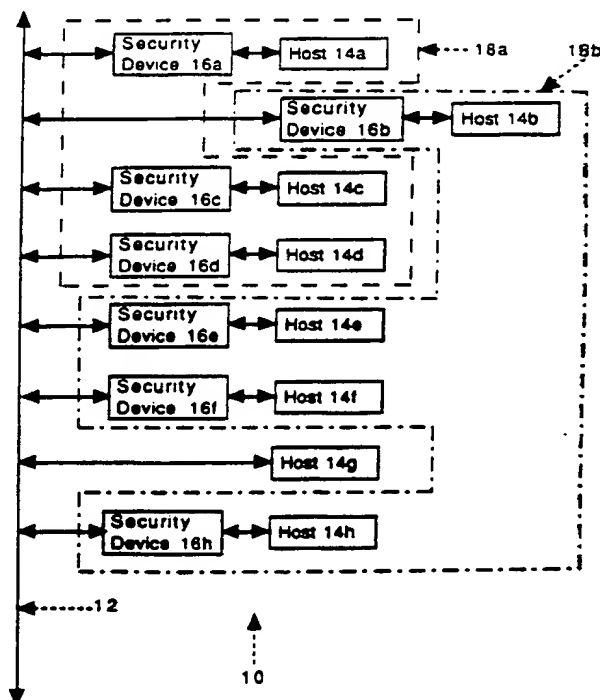 Security
Device 16a
Host 14a
18a
18b
Security
Device 16b
Host 14b
Security
Device 16c
Host 14c
Security
Device 16d
Host 14d
Security
Device 16e
Host 14e
Security
Device 16f
Host 14f
Host 14g
Security
Device 16h
Host 14h
12
10